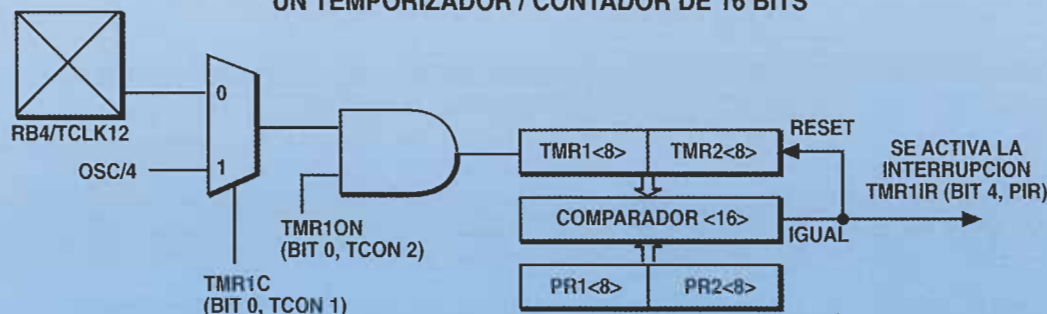 UN TEMPORIZADOR / CONTADOR DE 16 BITS
0
RB4/TCLK12
OSC/4
1
TMR1C
(BIT 0, TCON 1)
TMR1ON
(BIT 0, TCON 2)
TMR1<8>
TMR2<8>
RESET
COMPARADOR <16>
IGUAL
PR1<8>
PR2<8>
SE ACTIVA LA
INTERRUPCION
TMR1IR (BIT 4, PIR)